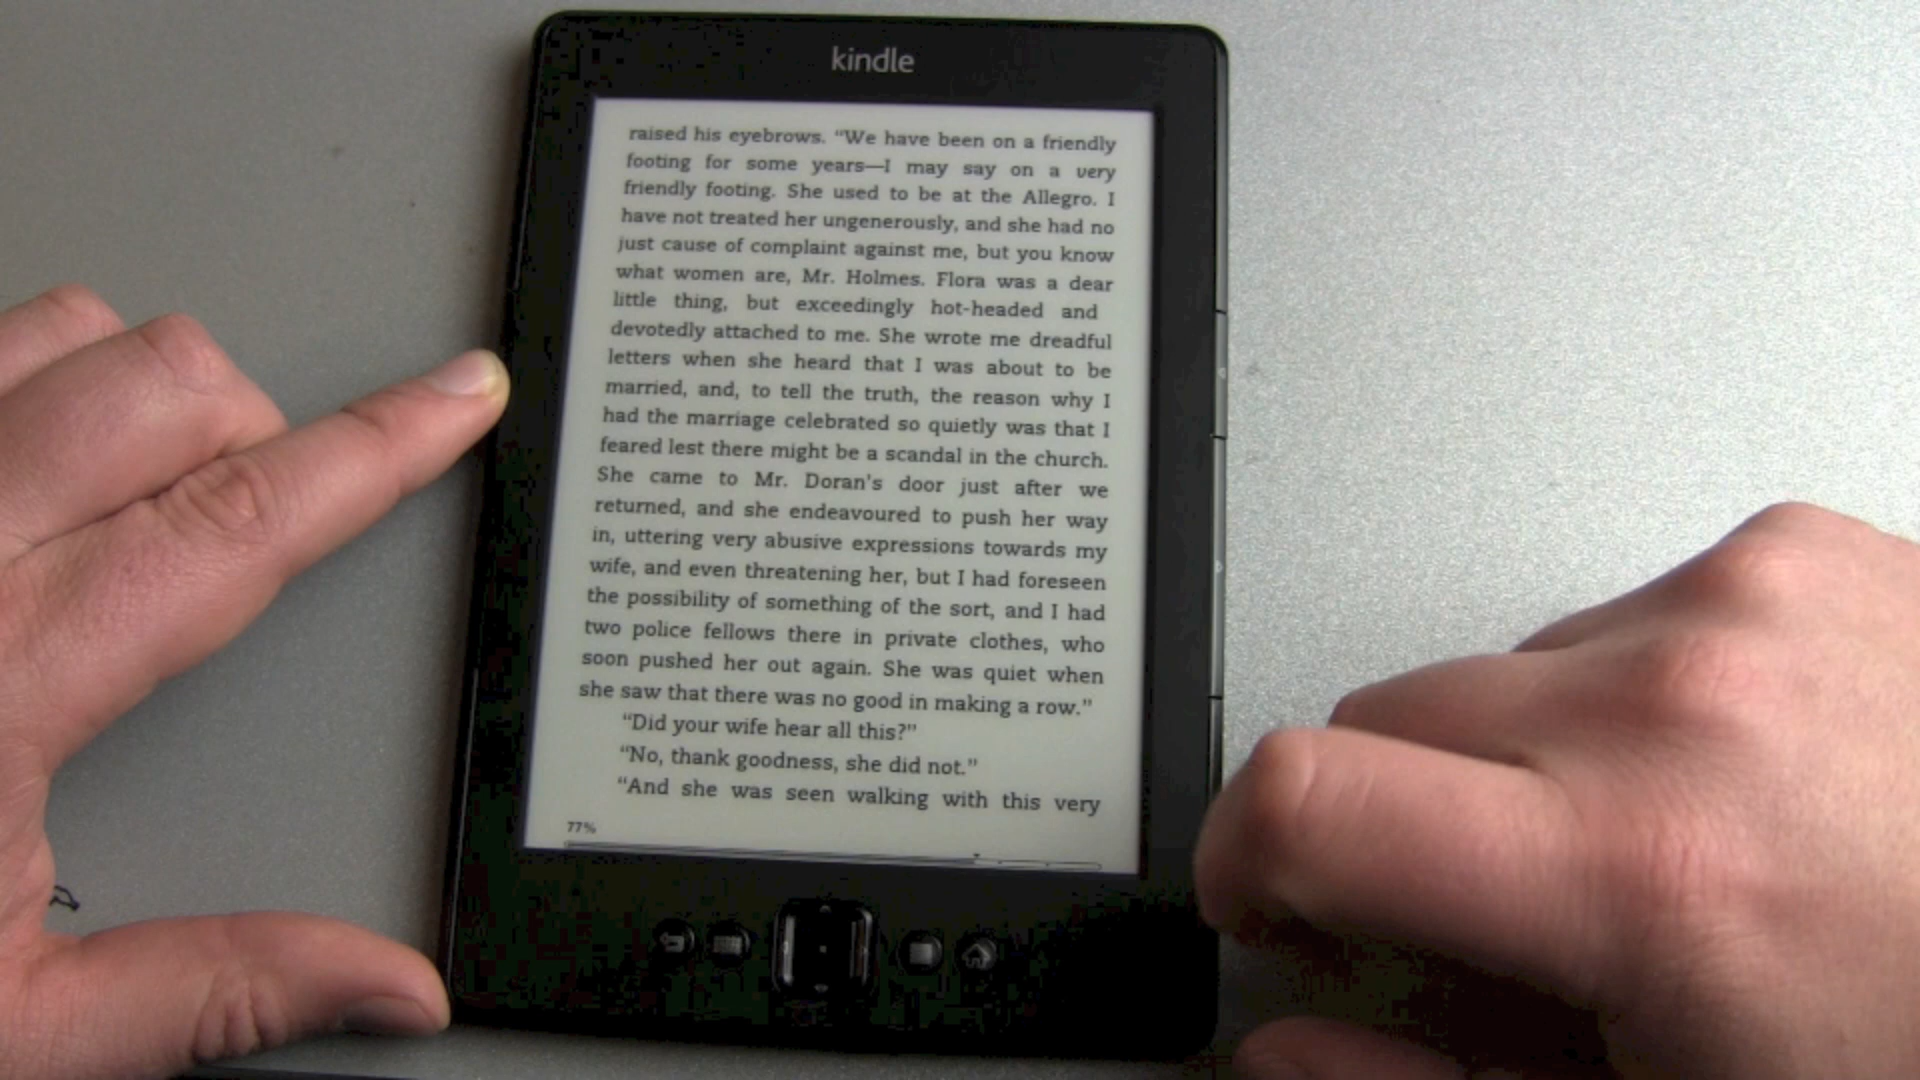 kindle
raised his eyebrows. “We have been on a friendly
footing for some years—I may say on a very
friendly footing. She used to be at the Allegro. I
have not treated her ungenerously, and she had no
just cause of complaint against me, but you know
what women are, Mr. Holmes. Flora was a dear
little thing, but exceedingly hot-headed and
devotedly attached to me. She wrote me dreadful
letters when she heard that I was about to be
married, and, to tell the truth, the reason why I
had the marriage celebrated so quietly was that I
feared lest there might be a scandal in the church.
She came to Mr. Doran’s door just after we
returned, and she endeavoured to push her way
in, uttering very abusive expressions towards my
wife, and even threatening her, but I had foreseen
the possibility of something of the sort, and I had
two police fellows there in private clothes, who
soon pushed her out again. She was quiet when
she saw that there was no good in making a row.”
“Did your wife hear all this?”
“No, thank goodness, she did not.”
“And she was seen walking with this very
77%